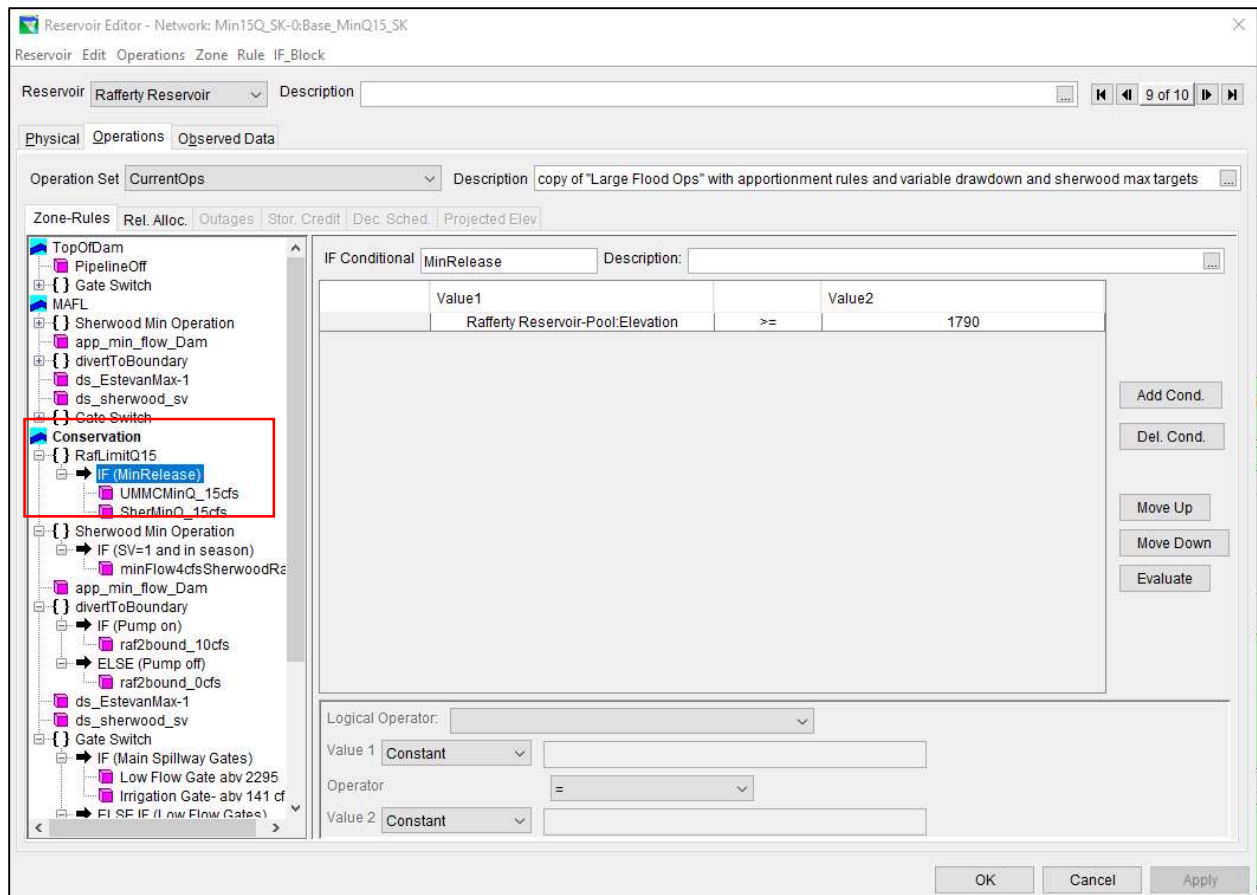 Reservoir Editor - Network: Min15Q_SK-0:Base_MinQ15_SK
Reservoir Edit Operations Zone Rule IF_Block
Reservoir Rafferty Reservoir Description ... 9 of 10
Physical Operations Observed Data
Operation Set CurrentOps Description copy of "Large Flood Ops" with apportionment rules and variable drawdown and sherwood max targets ...
Zone-Rules Rel. Alloc. Outages Stor. Credit Dec. Sched. Projected Elev
TopOfDam
PipelineOff
{ } Gate Switch
MAFL
{ } Sherwood Min Operation
app_min_flow_Dam
{ } divertToBoundary
ds_EstevanMax-1
ds_sherwood_sv
{ } Gate Switch
Conservation
{ } RafLimitQ15
IF (MinRelease)
UMMCMinQ_15cfs
SherMinQ_15cfs
{ } Sherwood Min Operation
IF (SV=1 and in season)
minFlow4cfsSherwoodRa
app_min_flow_Dam
{ } divertToBoundary
IF (Pump on)
raf2bound_10cfs
ELSE (Pump off)
raf2bound_0cfs
ds_EstevanMax-1
ds_sherwood_sv
{ } Gate Switch
IF (Main Spillway Gates)
Low Flow Gate abv 2295
Irrigation Gate- abv 141 cf
ELSE IF (Low Flow Gates)
IF Conditional MinRelease Description: ...
Value1 Value2
Rafferty Reservoir-Pool:Elevation >= 1790
Add Cond.
Del. Cond.
Move Up
Move Down
Evaluate
Logical Operator:
Value 1 Constant
Operator =
Value 2 Constant
OK Cancel Apply